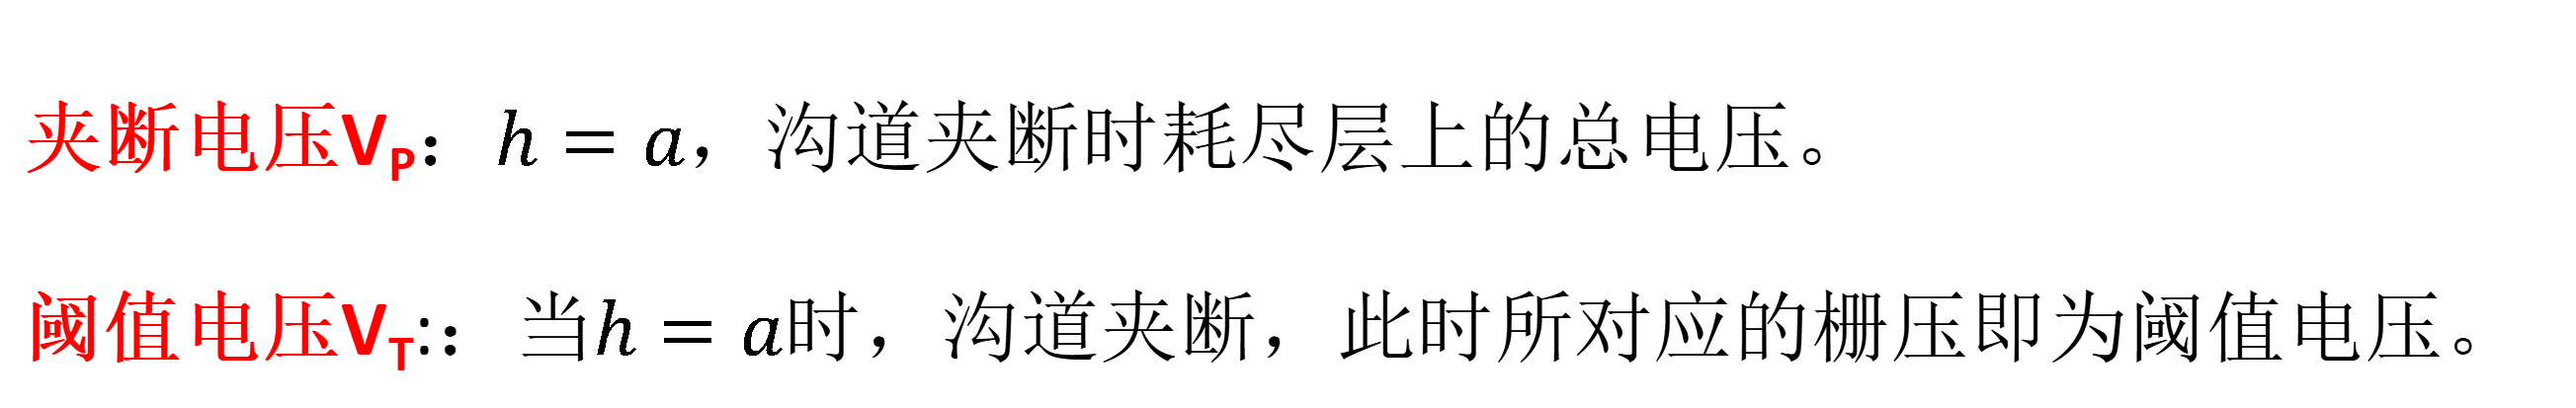 夹断电压V_P：h = a，沟道夹断时耗尽层上的总电压。
阈值电压V_T:：当h = a时，沟道夹断，此时所对应的栅压即为阈值电压。